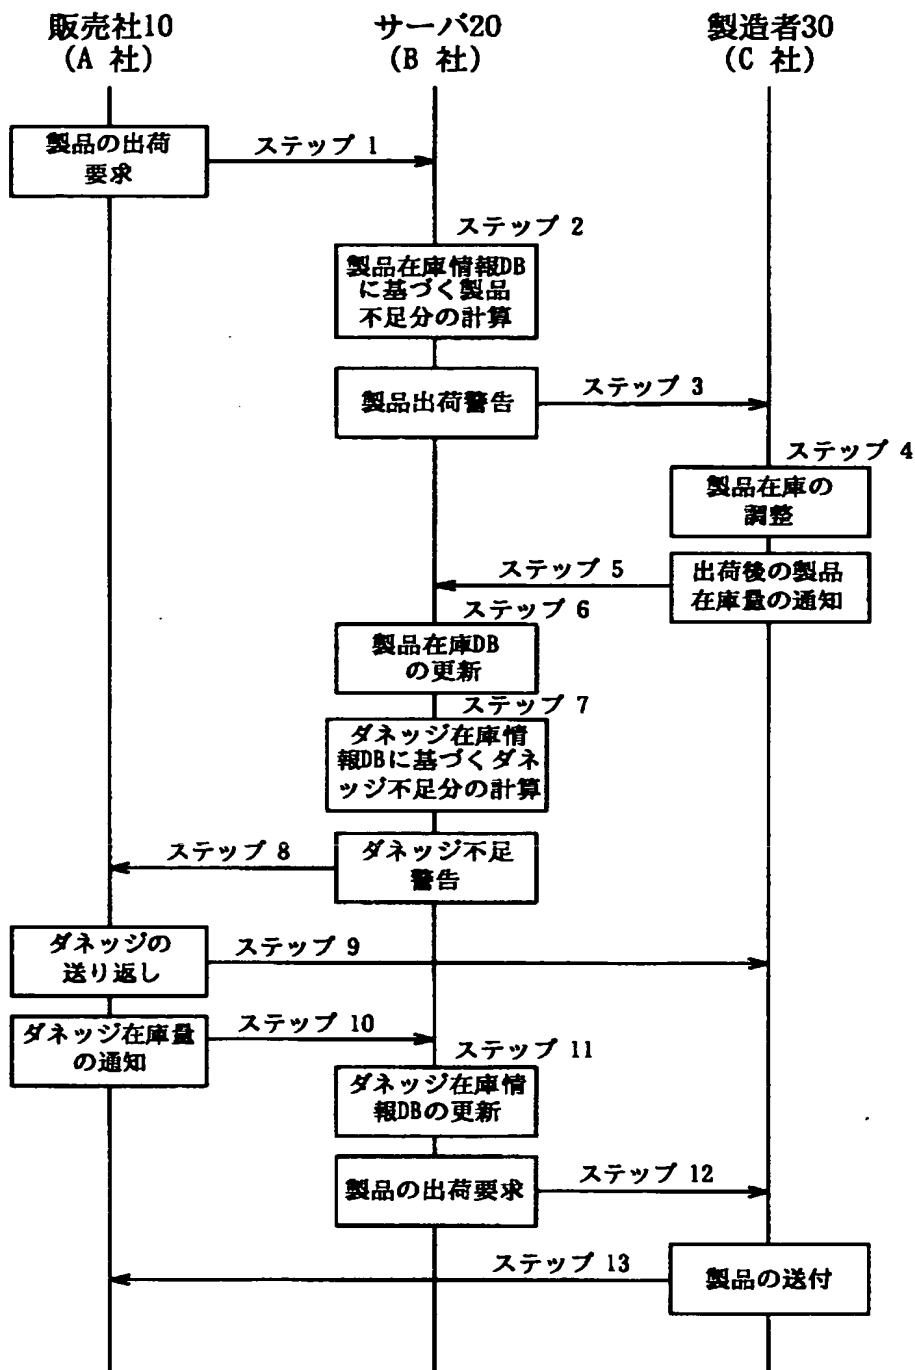 販売社10
(A 社)
サーバ20
(B 社)
製造者30
(C 社)
製品の出荷
要求
ステップ 1
ステップ 2
製品在庫情報DB
に基づく製品
不足分の計算
製品出荷警告
ステップ 3
ステップ 4
製品在庫の
調整
ステップ 5
出荷後の製品
在庫量の通知
ステップ 6
製品在庫DB
の更新
ステップ 7
ダネッジ在庫情
報DBに基づくダネ
ッジ不足分の計算
ステップ 8
ダネッジ不足
警告
ダネッジの
送り返し
ステップ 9
ダネッジ在庫量
の通知
ステップ 10
ステップ 11
ダネッジ在庫情
報DBの更新
製品の出荷要求
ステップ 12
ステップ 13
製品の送付